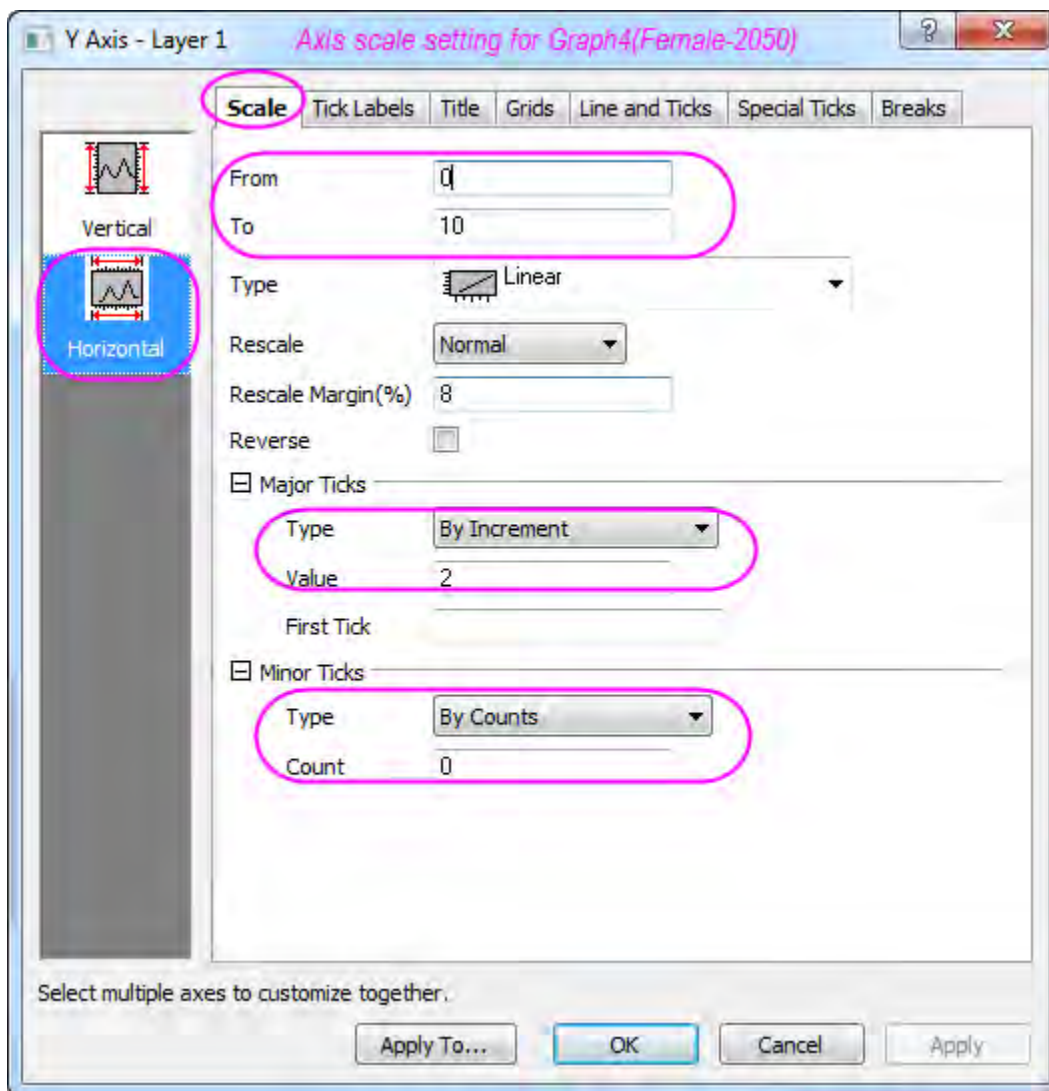 Y Axis - Layer 1 Axis scale setting for Graph4(Female-2050)
Scale Tick Labels Title Grids Line and Ticks Special Ticks Breaks
Vertical
Horizontal
From 0
To 10
Type Linear
Rescale Normal
Rescale Margin(%) 8
Reverse
Major Ticks
Type By Increment
Value 2
First Tick
Minor Ticks
Type By Counts
Count 0
Select multiple axes to customize together.
Apply To... OK Cancel Apply